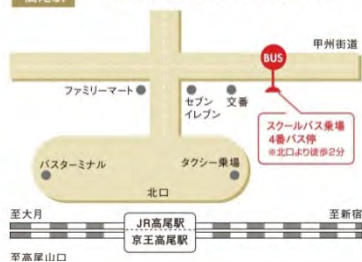 甲州街道
BUS
ファミリーマート
セブン
イレブン
交番
スクールバス乗場
4番バス停
※北口より徒歩2分
バスターミナル
タクシー乗場
北口
至大月
至新宿
JR高尾駅
京王高尾駅
至高尾山口